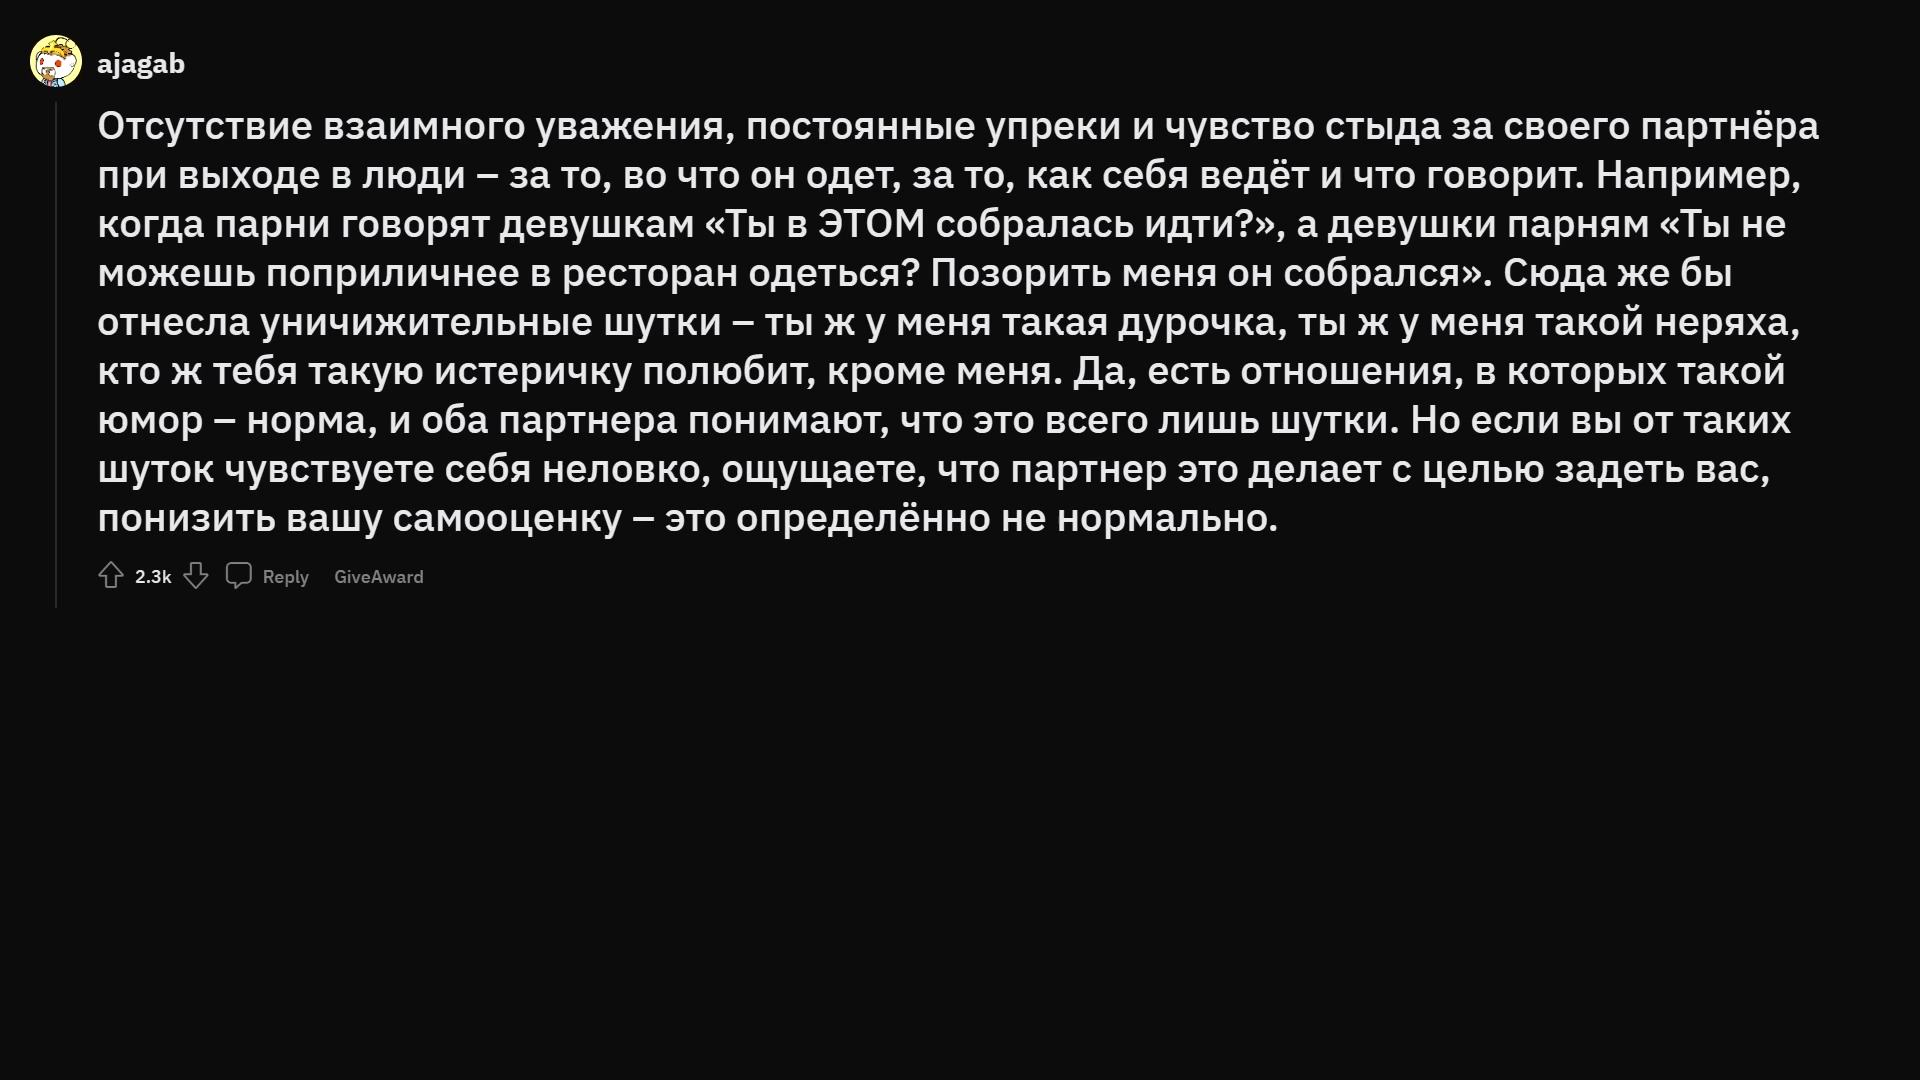 ajagab
Отсутствие взаимного уважения, постоянные упреки и чувство стыда за своего партнёра
при выходе в люди – за то, во что он одет, за то, как себя ведёт и что говорит. Например,
когда парни говорят девушкам «Ты в ЭТОМ собралась идти?», а девушки парням «Ты не
можешь поприличнее в ресторан одеться? Позорить меня он собрался». Сюда же бы
отнесла уничижительные шутки – ты ж у меня такая дурочка, ты ж у меня такой неряха,
кто ж тебя такую истеричку полюбит, кроме меня. Да, есть отношения, в которых такой
юмор – норма, и оба партнера понимают, что это всего лишь шутки. Но если вы от таких
шуток чувствуете себя неловко, ощущаете, что партнер это делает с целью задеть вас,
понизить вашу самооценку – это определённо не нормально.
2.3k Reply GiveAward